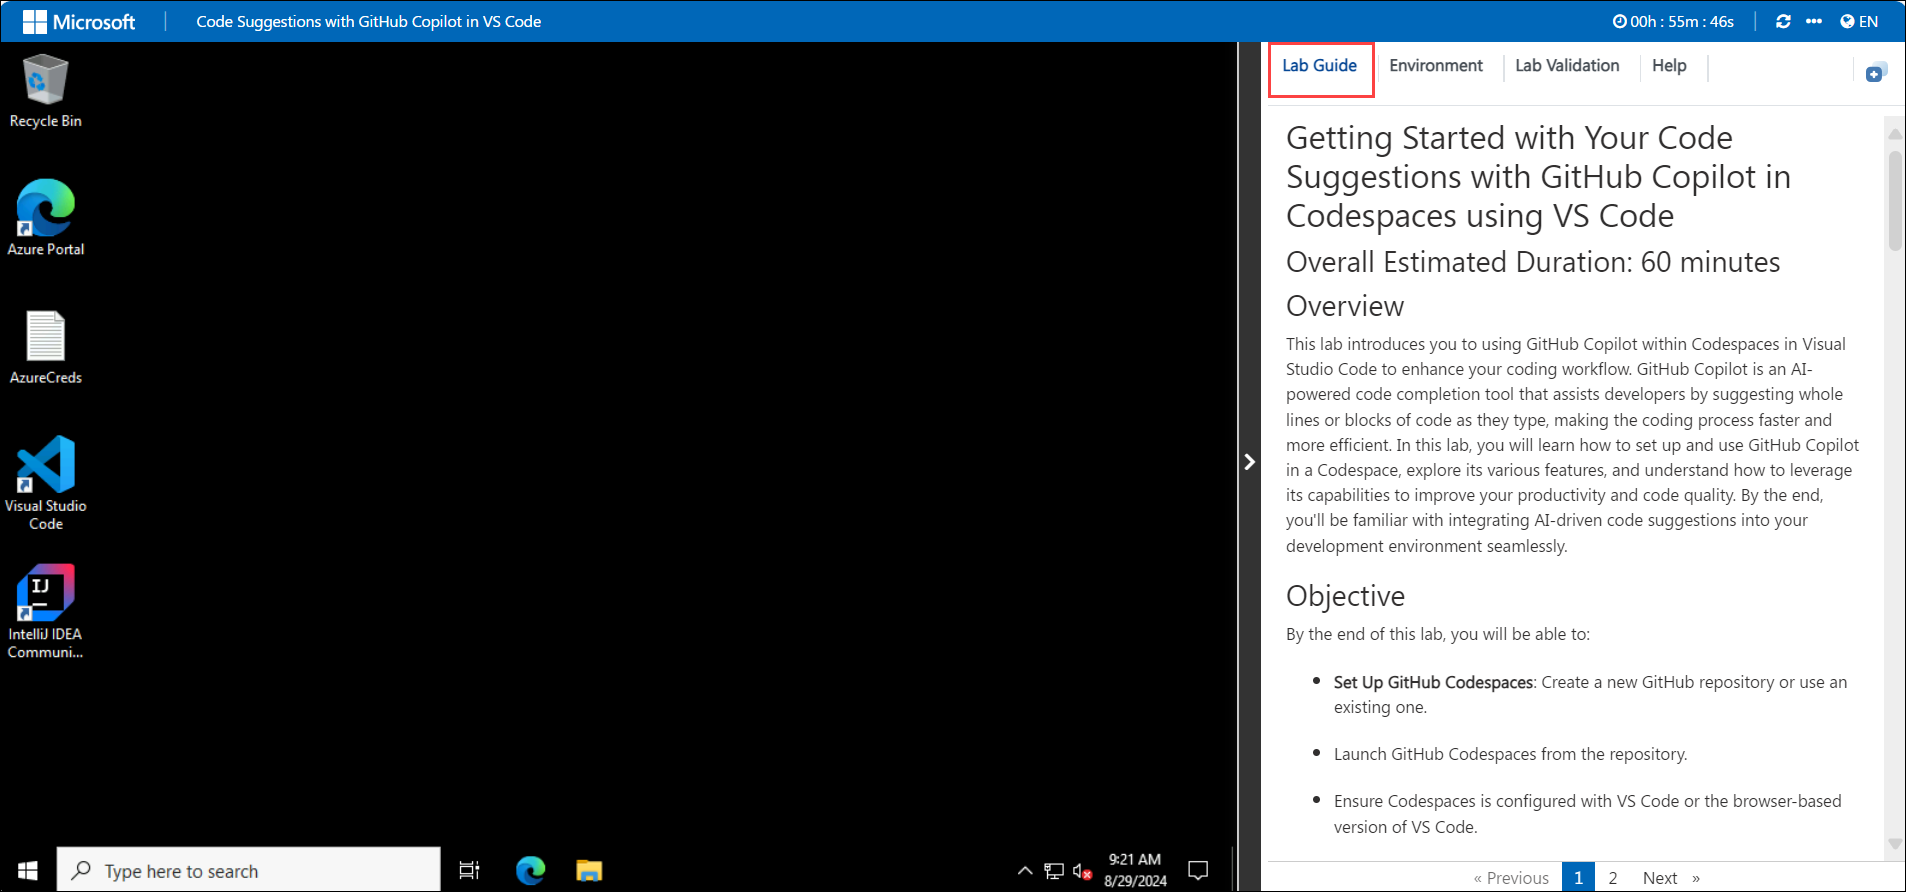 Microsoft
Code Suggestions with GitHub Copilot in VS Code
00h : 55m : 46s
EN
Recycle Bin
Azure Portal
AzureCreds
Visual Studio
Code
IJ
IntelliJ IDEA
Communi...
Lab Guide
Environment
Lab Validation
Help
Getting Started with Your Code
Suggestions with GitHub Copilot in
Codespaces using VS Code
Overall Estimated Duration: 60 minutes
Overview
This lab introduces you to using GitHub Copilot within Codespaces in Visual
Studio Code to enhance your coding workflow. GitHub Copilot is an AI-
powered code completion tool that assists developers by suggesting whole
lines or blocks of code as they type, making the coding process faster and
more efficient. In this lab, you will learn how to set up and use GitHub Copilot
in a Codespace, explore its various features, and understand how to leverage
its capabilities to improve your productivity and code quality. By the end,
you'll be familiar with integrating AI-driven code suggestions into your
development environment seamlessly.
Objective
By the end of this lab, you will be able to:
• Set Up GitHub Codespaces: Create a new GitHub repository or use an
existing one.
• Launch GitHub Codespaces from the repository.
• Ensure Codespaces is configured with VS Code or the browser-based
version of VS Code.
« Previous 1 2 Next »
Type here to search
9:21 AM
8/29/2024